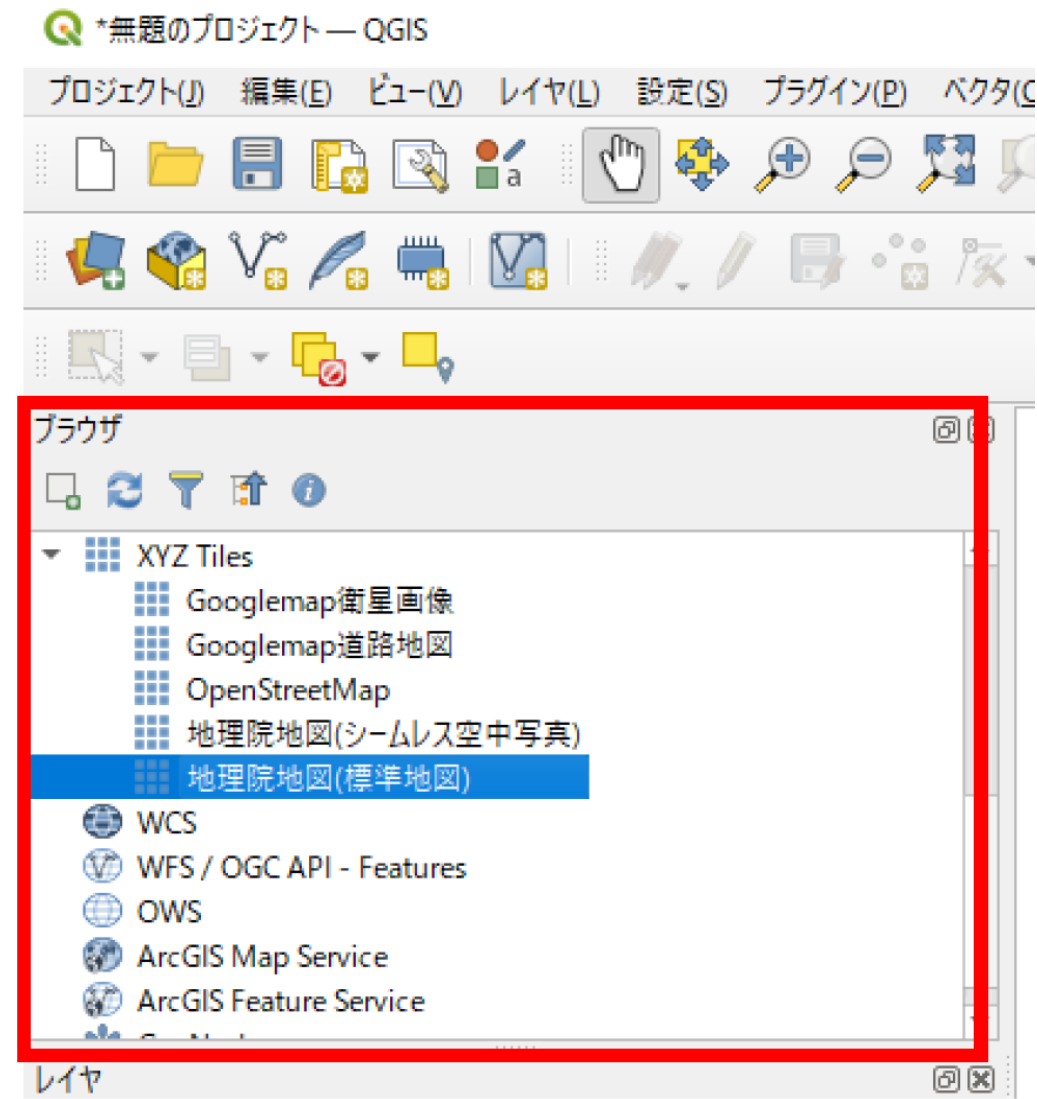 *無題のプロジェクト — QGIS
プロジェクト(J) 編集(E) ビュー(V) レイヤ(L) 設定(S) プラグイン(P) ベクタ(O
a
ブラウザ
XYZ Tiles
Googlemap衛星画像
Googlemap道路地図
OpenStreetMap
地理院地図(シームレス空中写真)
地理院地図(標準地図)
WCS
WFS / OGC API - Features
OWS
ArcGIS Map Service
ArcGIS Feature Service
レイヤ